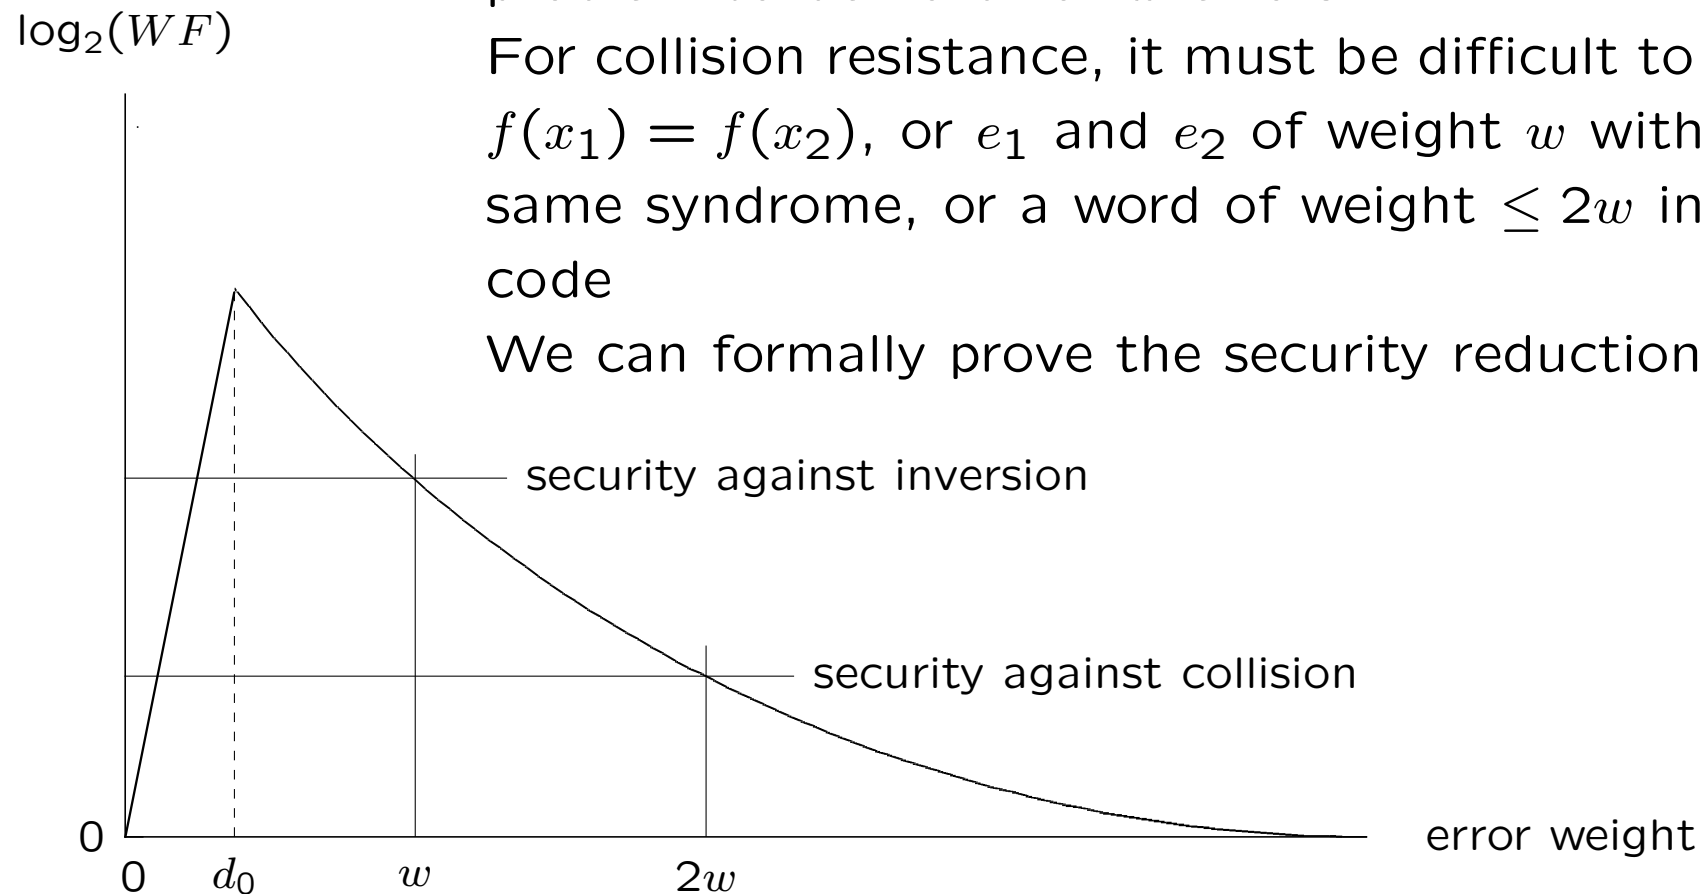 log₂(WF)
For collision resistance, it must be difficult to
f(x₁) = f(x₂), or e₁ and e₂ of weight w with
same syndrome, or a word of weight ≤ 2w in
code
We can formally prove the security reduction
security against inversion
security against collision
0
error weight
0 d₀ w 2w